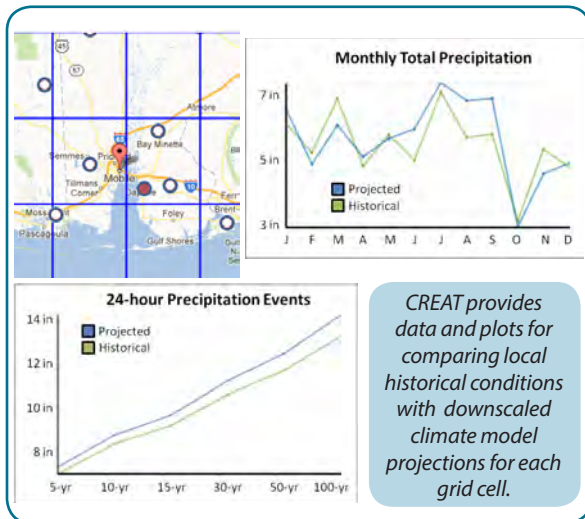 45
57
Atmore
65
Bay Minette
Semmes
Mobile
Tillmans
Corner
10
Foley
Moss
Pascagoula
Gulf Shores
Brent-
Monthly Total Precipitation
7 in
5 in
3 in
Projected
Historical
J F M A M J J A S O N D
24-hour Precipitation Events
14 in
12 in
10 in
8 in
Projected
Historical
5-yr 10-yr 15-yr 30-yr 50-yr 100-yr
CREAT provides
data and plots for
comparing local
historical conditions
with downscaled
climate model
projections for each
grid cell.